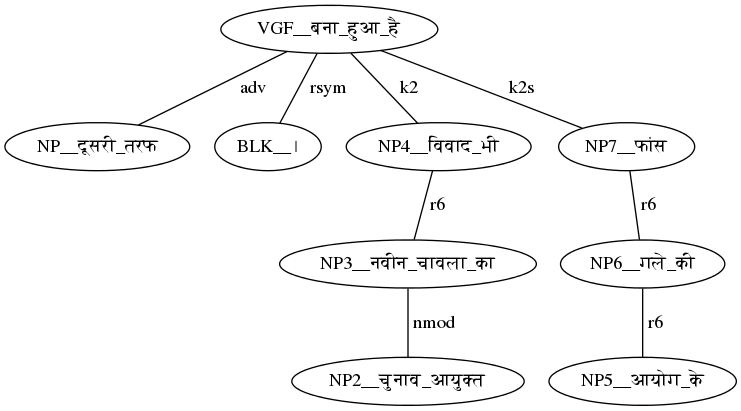 VGF__बना_हुआ_है
adv
rsym
k2
k2s
NP__दूसरी_तरफ
BLK__।
NP4__विवाद_भी
NP7__फांस
r6
r6
NP3__नवीन_चावला_का
NP6__गले_की
nmod
r6
NP2__चुनाव_आयुक्त
NP5__आयोग_के